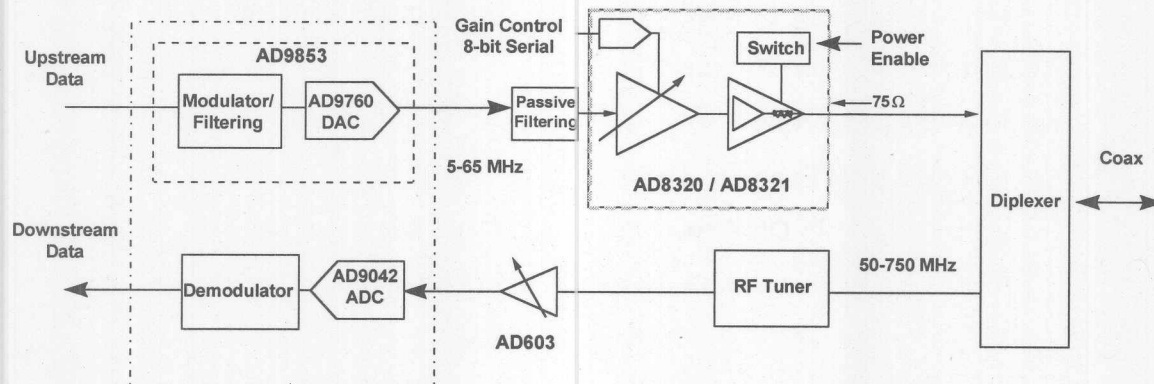 Gain Control
8-bit Serial
Upstream
Data
AD9853
Switch
Power
Enable
Modulator/
Filtering
AD9760
DAC
Passive
Filtering
75Ω
5-65 MHz
AD8320 / AD8321
Coax
Diplexer
Downstream
Data
Demodulator
AD9042
ADC
AD603
RF Tuner
50-750 MHz